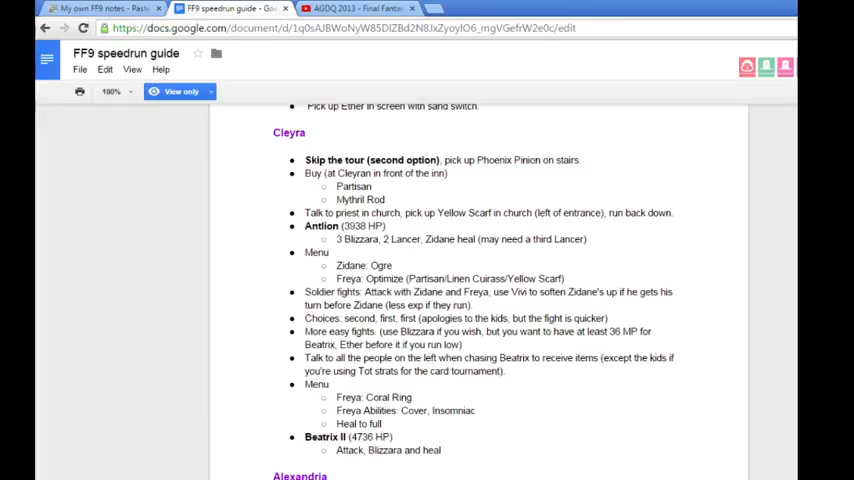 My own FF9 notes - Paste
FF9 speedrun guide - Goo
AGDQ 2013 - Final Fantas
https://docs.google.com/document/d/1q0sAJBWoNyW85DlZBd2N8JxZyoyIO6_mgVGefrW2e0c/edit
FF9 speedrun guide
File Edit View Help
100% View only
Pick up Ether in screen with sand switch.
Cleyra
Skip the tour (second option), pick up Phoenix Pinion on stairs.
Buy (at Cleyran in front of the inn)
Partisan
Mythril Rod
Talk to priest in church, pick up Yellow Scarf in church (left of entrance), run back down.
Antlion (3938 HP)
3 Blizzara, 2 Lancer, Zidane heal (may need a third Lancer)
Menu
Zidane: Ogre
Freya: Optimize (Partisan/Linen Cuirass/Yellow Scarf)
Soldier fights: Attack with Zidane and Freya, use Vivi to soften Zidane's up if he gets his
turn before Zidane (less exp if they run).
Choices: second, first, first (apologies to the kids, but the fight is quicker)
More easy fights. (use Blizzara if you wish, but you want to have at least 36 MP for
Beatrix, Ether before it if you run low)
Talk to all the people on the left when chasing Beatrix to receive items (except the kids if
you're using Tot strats for the card tournament).
Menu
Freya: Coral Ring
Freya Abilities: Cover, Insomniac
Heal to full
Beatrix II (4736 HP)
Attack, Blizzara and heal
Alexandria